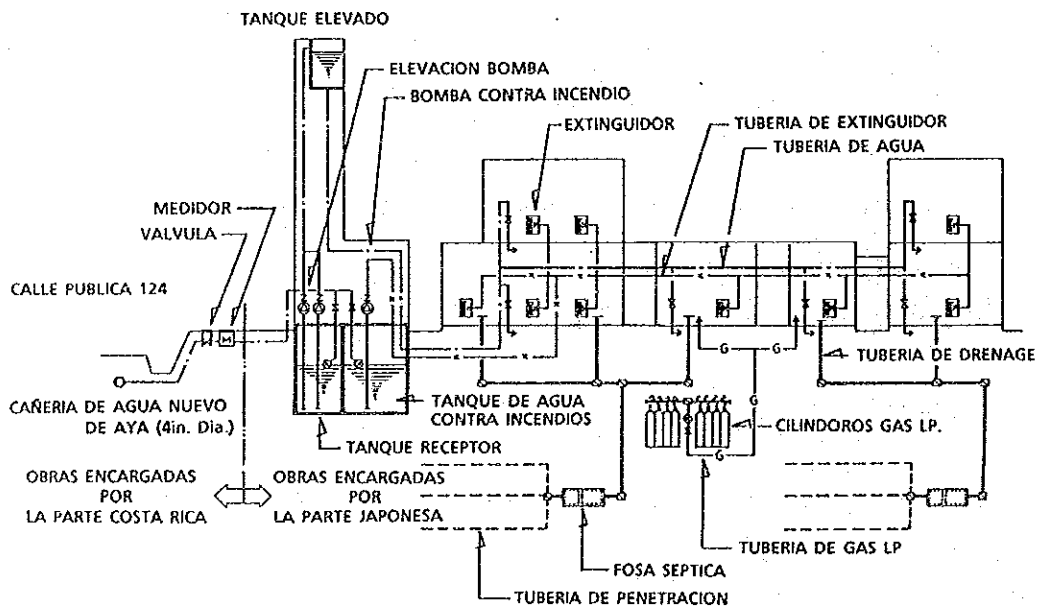 TANQUE ELEVADO
ELEVACION BOMBA
BOMBA CONTRA INCENDIO
EXTINGUIDOR
TUBERIA DE EXTINGUIDOR
TUBERIA DE AGUA
MEDIDOR
VALVULA
CALLE PUBLICA 124
M
CAÑERIA DE AGUA NUEVO
DE AYA (4in. Dia.)
TANQUE DE AGUA
CONTRA INCENDIOS
TANQUE RECEPTOR
G
G
G
G
TUBERIA DE DRENAGE
CILINDOROS GAS LP.
OBRAS ENCARGADAS
POR
LA PARTE COSTA RICA
OBRAS ENCARGADAS
POR
LA PARTE JAPONESA
TUBERIA DE GAS LP
FOSA SEPTICA
TUBERIA DE PENETRACION